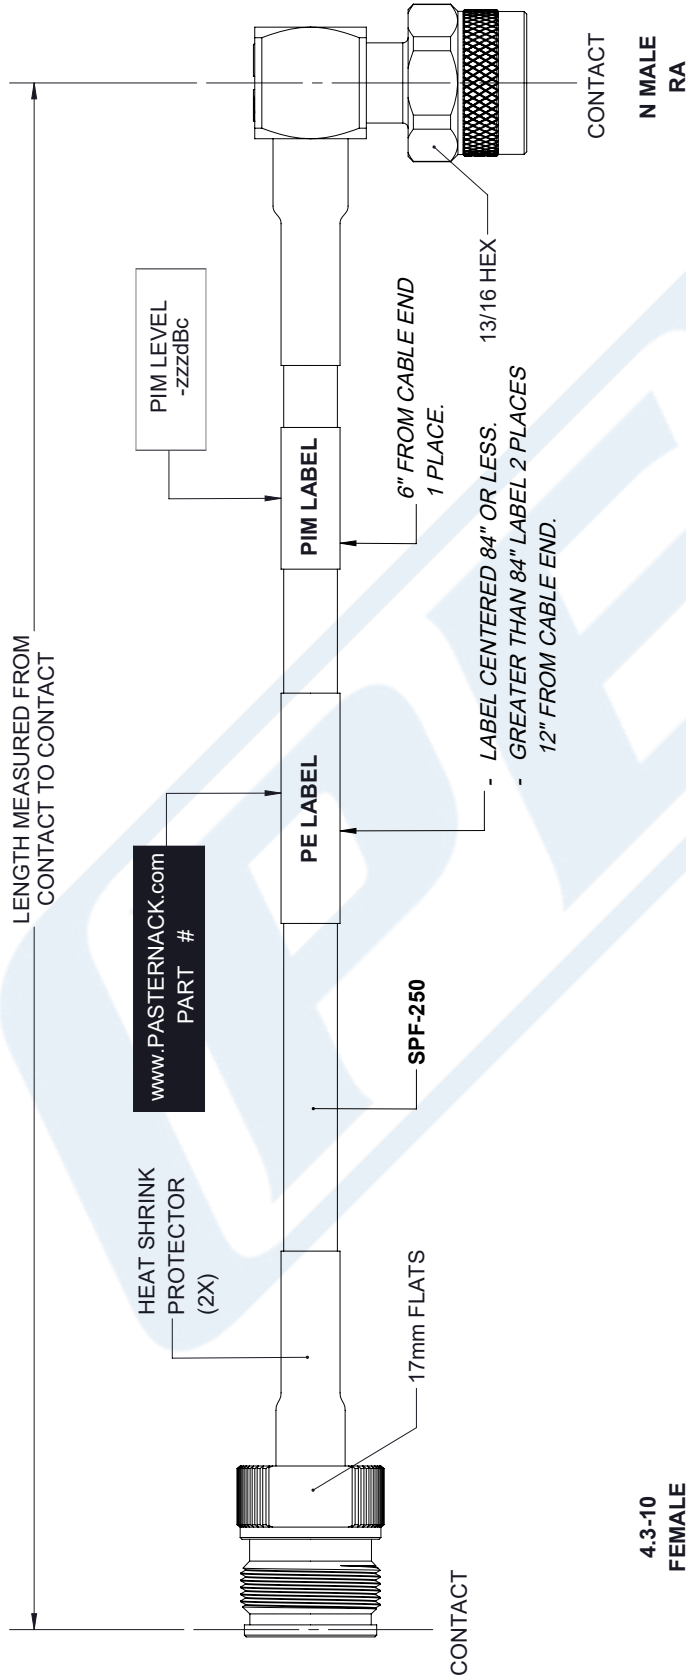 LENGTH MEASURED FROM
CONTACT TO CONTACT
HEAT SHRINK
PROTECTOR
(2X)
www.PASTERNACK.com
PART #
PIM LEVEL
-zzzdBc
PE LABEL
PIM LABEL
17mm FLATS
SPF-250
6" FROM CABLE END
1 PLACE.
- LABEL CENTERED 84" OR LESS.
- GREATER THAN 84" LABEL 2 PLACES
12" FROM CABLE END.
13/16 HEX
CONTACT
CONTACT
4.3-10
FEMALE
N MALE
RA